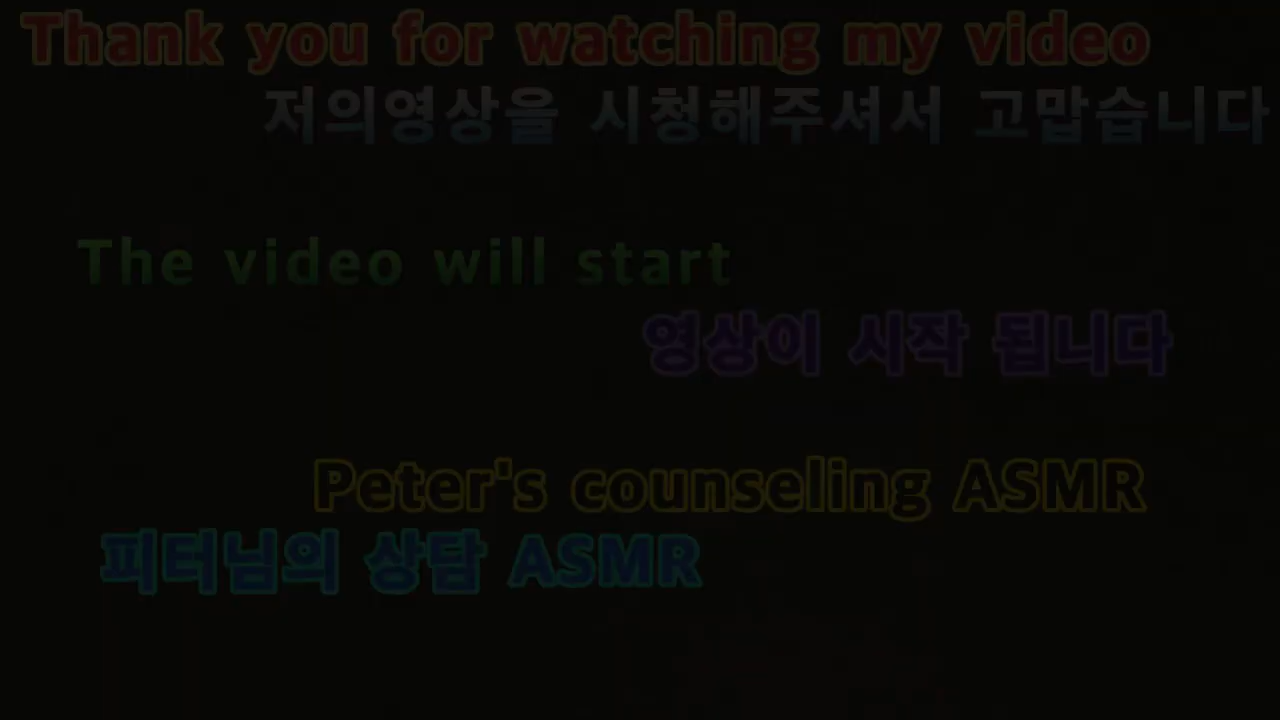 Thank you for watching my video
저의영상을 시청해주셔서 고맙습니다
The video will start
영상이 시작 됩니다
Peter's counseling ASMR
피터님의 상담 ASMR